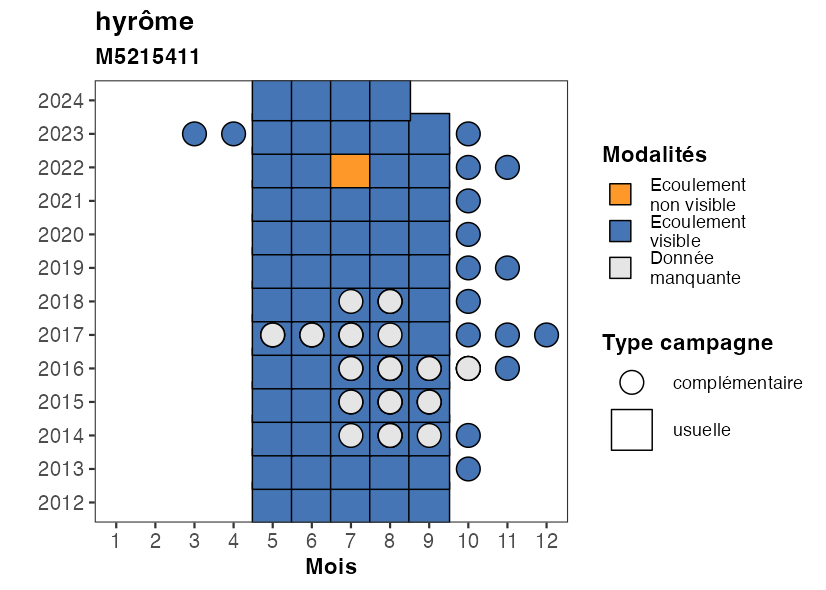 hyrôme
M5215411
2024
2023
2022
2021
2020
2019
2018
2017
2016
2015
2014
2013
2012
1 2 3 4 5 6 7 8 9 10 11 12
Mois
Modalités
Ecoulement
non visible
Ecoulement
visible
Donnée
manquante
Type campagne
complémentaire
usuelle